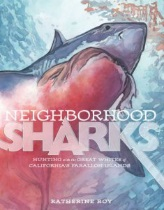 NEIGHBORHOOD
SHARKS
HUNTING WITH THE GREAT WHITES OF
CALIFORNIA'S FARALLON ISLANDS
KATHERINE ROY